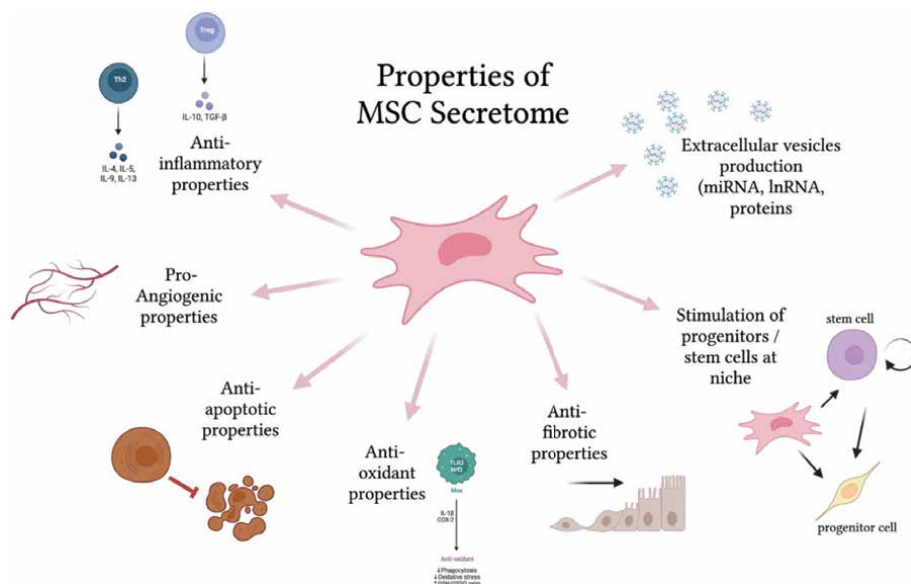 Properties of
MSC Secretome
Treg
IL-10, TGF-β
Th2
IL-4, IL-5,
IL-9, IL-13
Anti-
inflammatory
properties
Extracellular vesicles
production
(miRNA, lnRNA,
proteins
Pro-
Angiogenic
properties
Stimulation of
progenitors /
stem cells at
niche
stem cell
progenitor cell
Anti-
apoptotic
properties
Anti-
oxidant
properties
TLR3
Nrf2
IL-1β
COX-2
Anti-oxidant
↓Phagocytosis
↓Oxidative stress
Anti-
fibrotic
properties